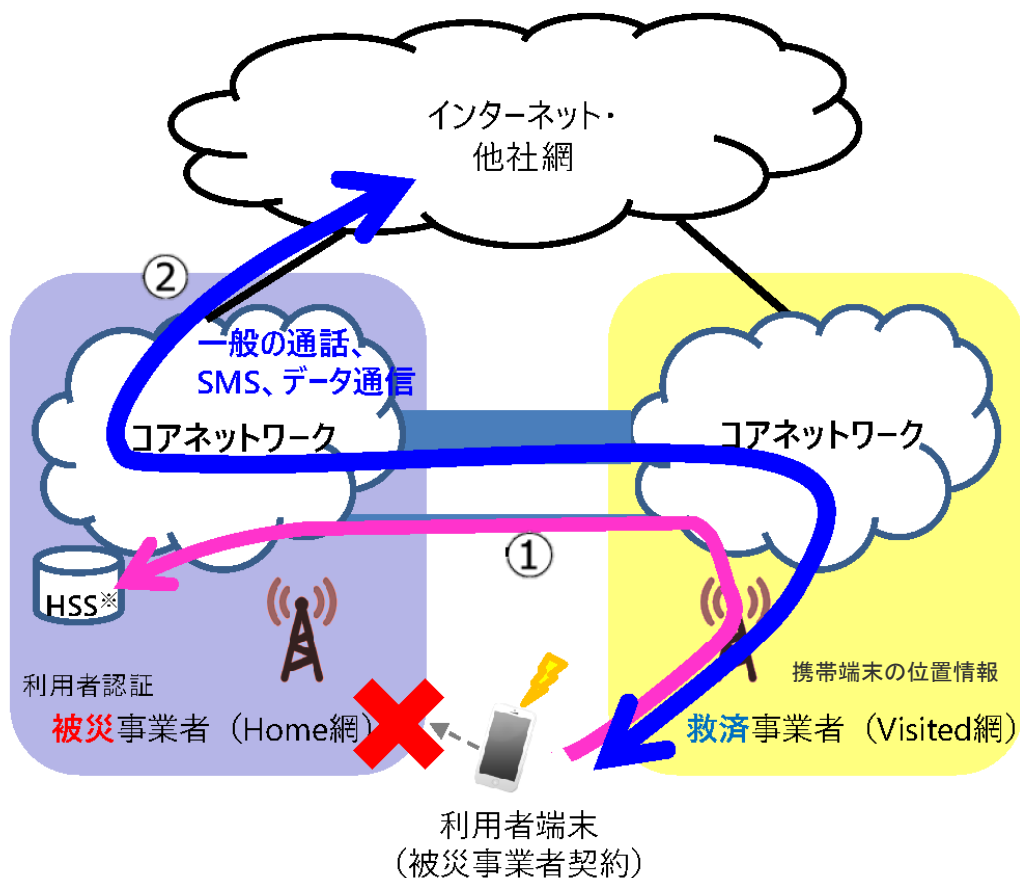 インターネット・
他社網
②
一般の通話、
SMS、データ通信
コアネットワーク
コアネットワーク
①
HSS※
利用者認証
携帯端末の位置情報
被災事業者（Home網）
救済事業者（Visited網）
利用者端末
（被災事業者契約）